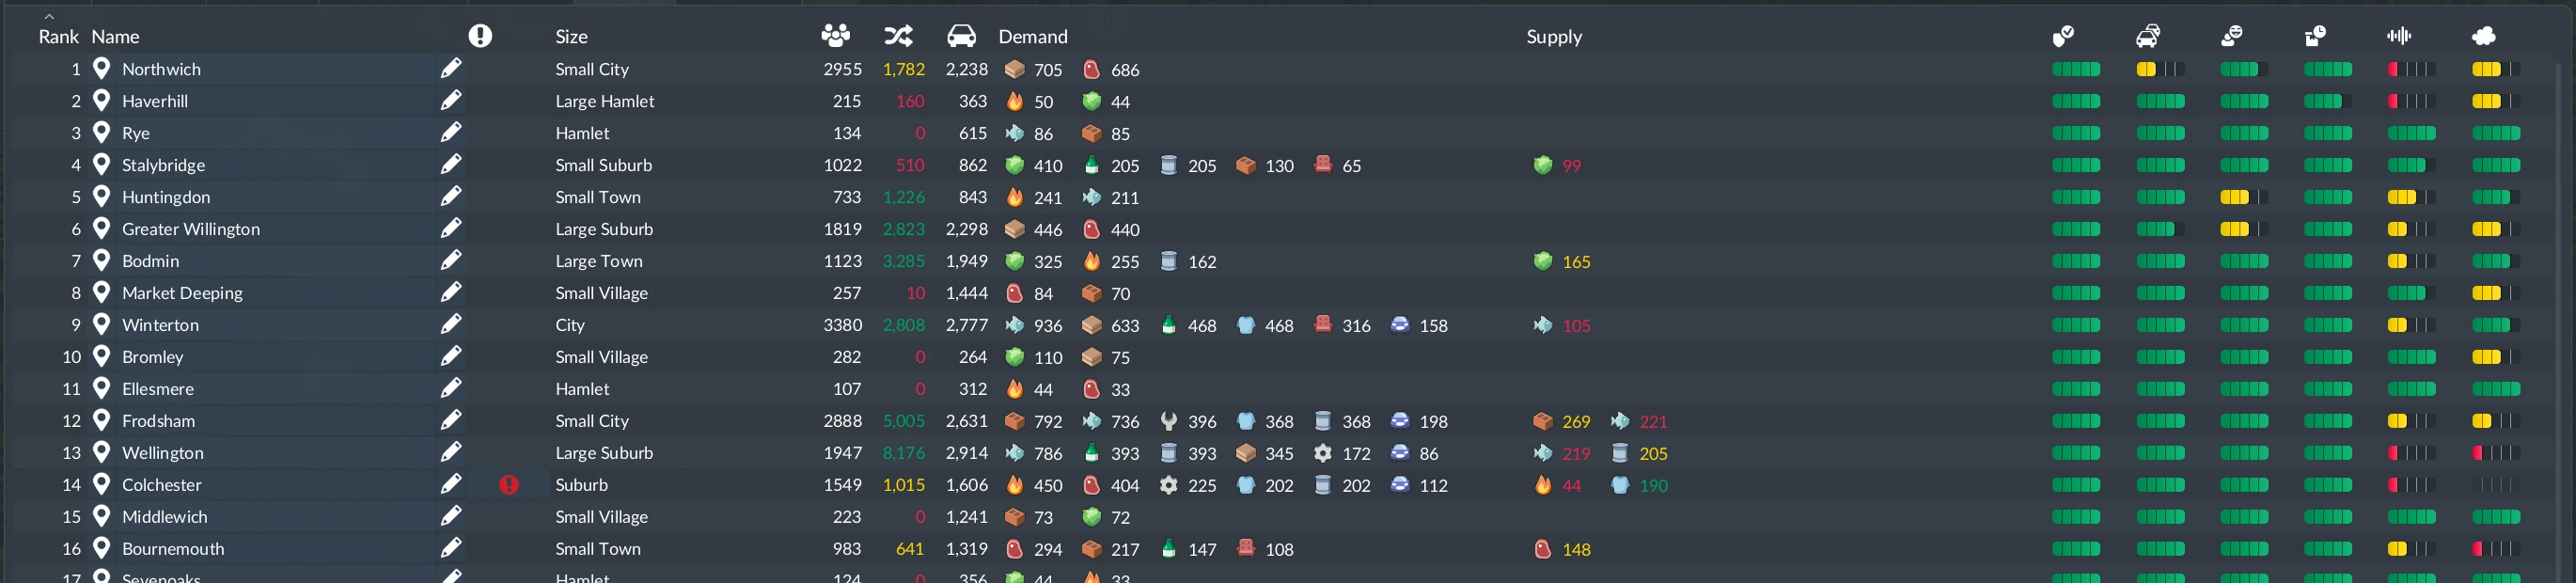 Rank Name Size Demand Supply
1 Northwich Small City 2955 1,782 2,238 705 686
2 Haverhill Large Hamlet 215 160 363 50 44
3 Rye Hamlet 134 0 615 86 85
4 Stalybridge Small Suburb 1022 510 862 410 205 205 130 65 99
5 Huntingdon Small Town 733 1,226 843 241 211
6 Greater Willington Large Suburb 1819 2,823 2,298 446 440
7 Bodmin Large Town 1123 3,285 1,949 325 255 162 165
8 Market Deeping Small Village 257 10 1,444 84 70
9 Winterton City 3380 2,808 2,777 936 633 468 468 316 158 105
10 Bromley Small Village 282 0 264 110 75
11 Ellesmere Hamlet 107 0 312 44 33
12 Frodsham Small City 2888 5,005 2,631 792 736 396 368 368 198 269 221
13 Wellington Large Suburb 1947 8,176 2,914 786 393 393 345 172 86 219 205
14 Colchester Suburb 1549 1,015 1,606 450 404 225 202 202 112 44 190
15 Middlewich Small Village 223 0 1,241 73 72
16 Bournemouth Small Town 983 641 1,319 294 217 147 108 148
17 Sevenoaks Hamlet 124 0 356 44 33